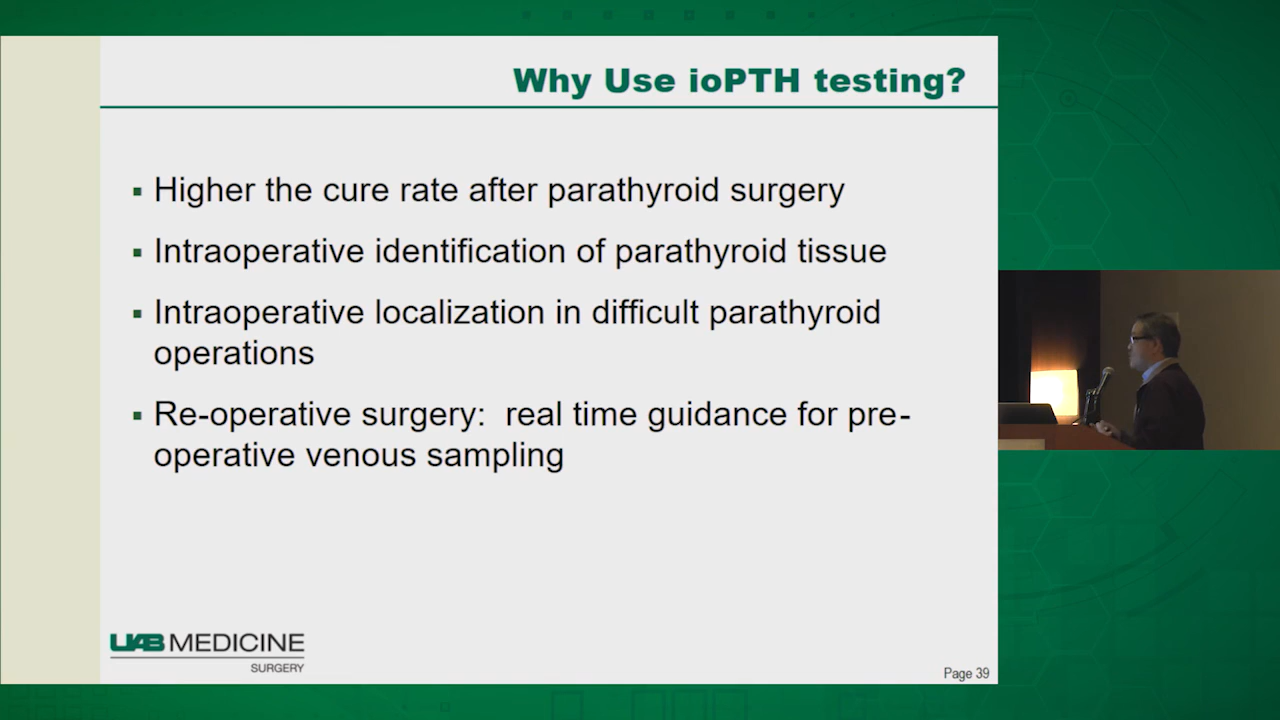 Why Use ioPTH testing?
▪ Higher the cure rate after parathyroid surgery
▪ Intraoperative identification of parathyroid tissue
▪ Intraoperative localization in difficult parathyroid
operations
▪ Re-operative surgery:  real time guidance for pre-
operative venous sampling
UAB MEDICINE
SURGERY
Page 39